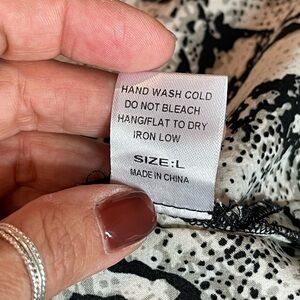 HAND WASH COLD
DO NOT BLEACH
HANG/FLAT TO DRY
IRON LOW
SIZE:L
MADE IN CHINA